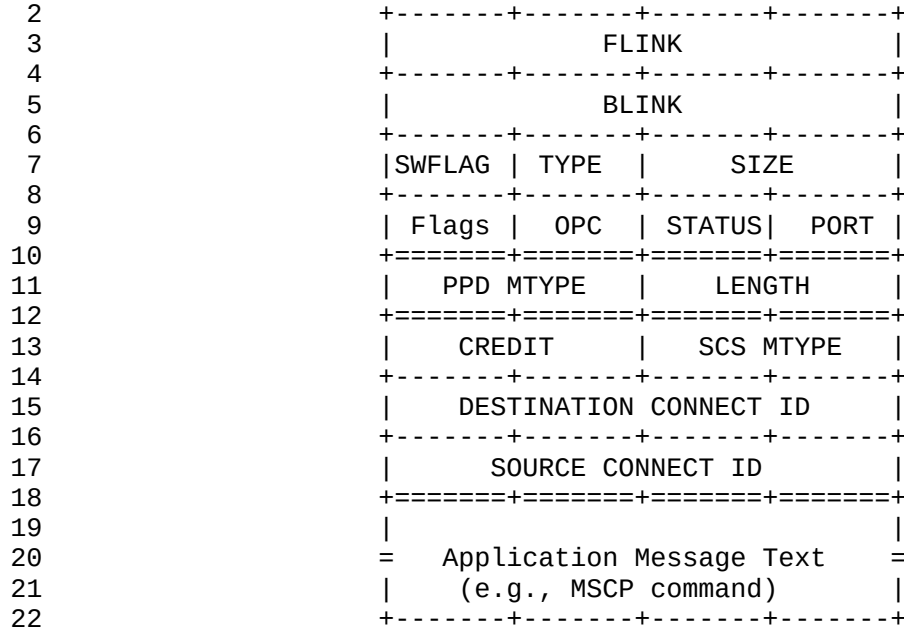 2                     +-------+-------+-------+-------+
3                     |             FLINK             |
4                     +-------+-------+-------+-------+
5                     |             BLINK             |
6                     +-------+-------+-------+-------+
7                     |SWFLAG | TYPE  |     SIZE      |
8                     +-------+-------+-------+-------+
9                     | Flags |  OPC  | STATUS|  PORT |
10                    +=======+=======+=======+=======+
11                    |   PPD MTYPE   |    LENGTH     |
12                    +=======+=======+=======+=======+
13                    |    CREDIT     |   SCS MTYPE   |
14                    +-------+-------+-------+-------+
15                    |    DESTINATION CONNECT ID     |
16                    +-------+-------+-------+-------+
17                    |      SOURCE CONNECT ID        |
18                    +=======+=======+=======+=======+
19                    |                               |
20                    =   Application Message Text    =
21                    |    (e.g., MSCP command)       |
22                    +-------+-------+-------+-------+